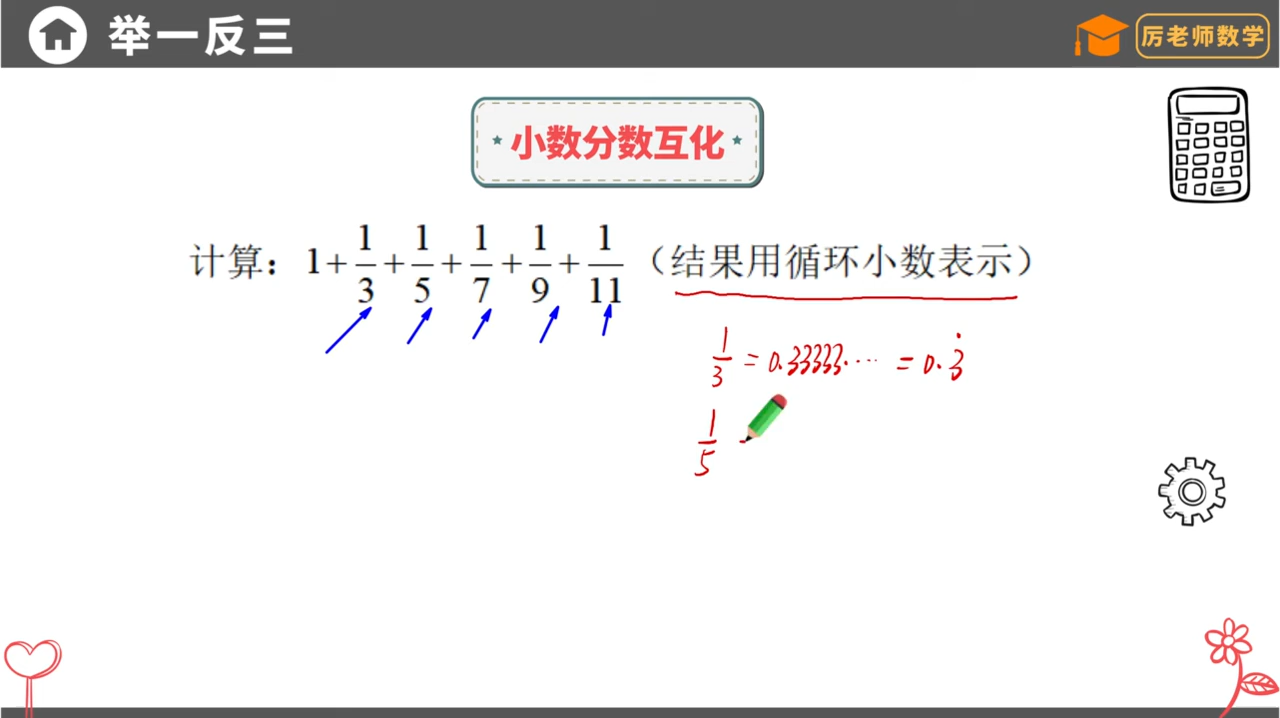 举一反三
厉老师数学
小数分数互化
计算：1+1/3+1/5+1/7+1/9+1/11（结果用循环小数表示）
1/3 = 0.33333····· = 0.3̇
1/5 -